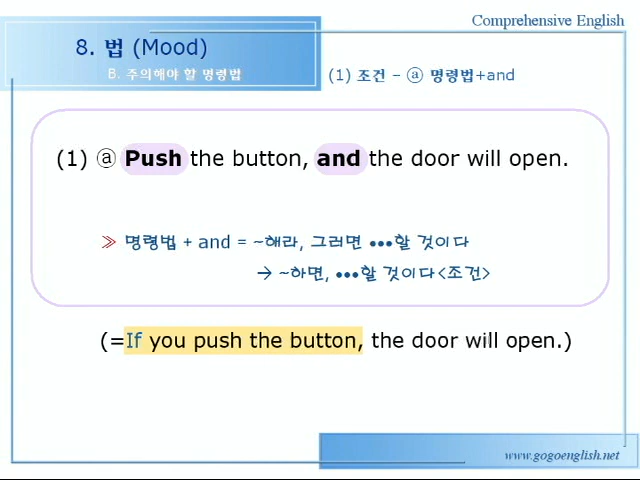 Comprehensive English
8. 법 (Mood)
B. 주의해야 할 명령법
(1) 조건 - ⓐ 명령법+and
(1) ⓐ Push the button, and the door will open.
≫ 명령법 + and = ~해라, 그러면 •••할 것이다
→ ~하면, •••할 것이다<조건>
(=If you push the button, the door will open.)
www.gogoenglish.net